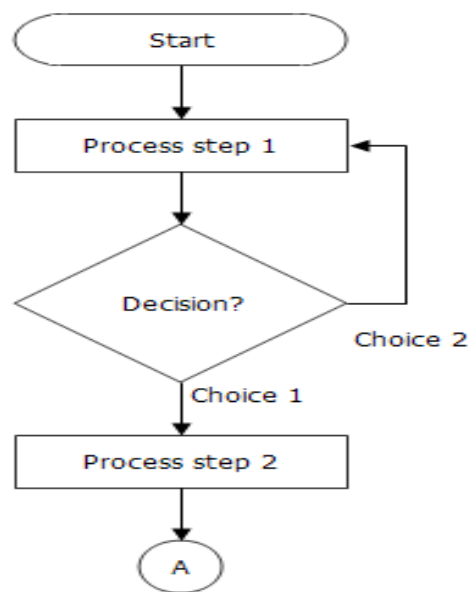 Start
Process step 1
Decision?
Choice 2
Choice 1
Process step 2
A